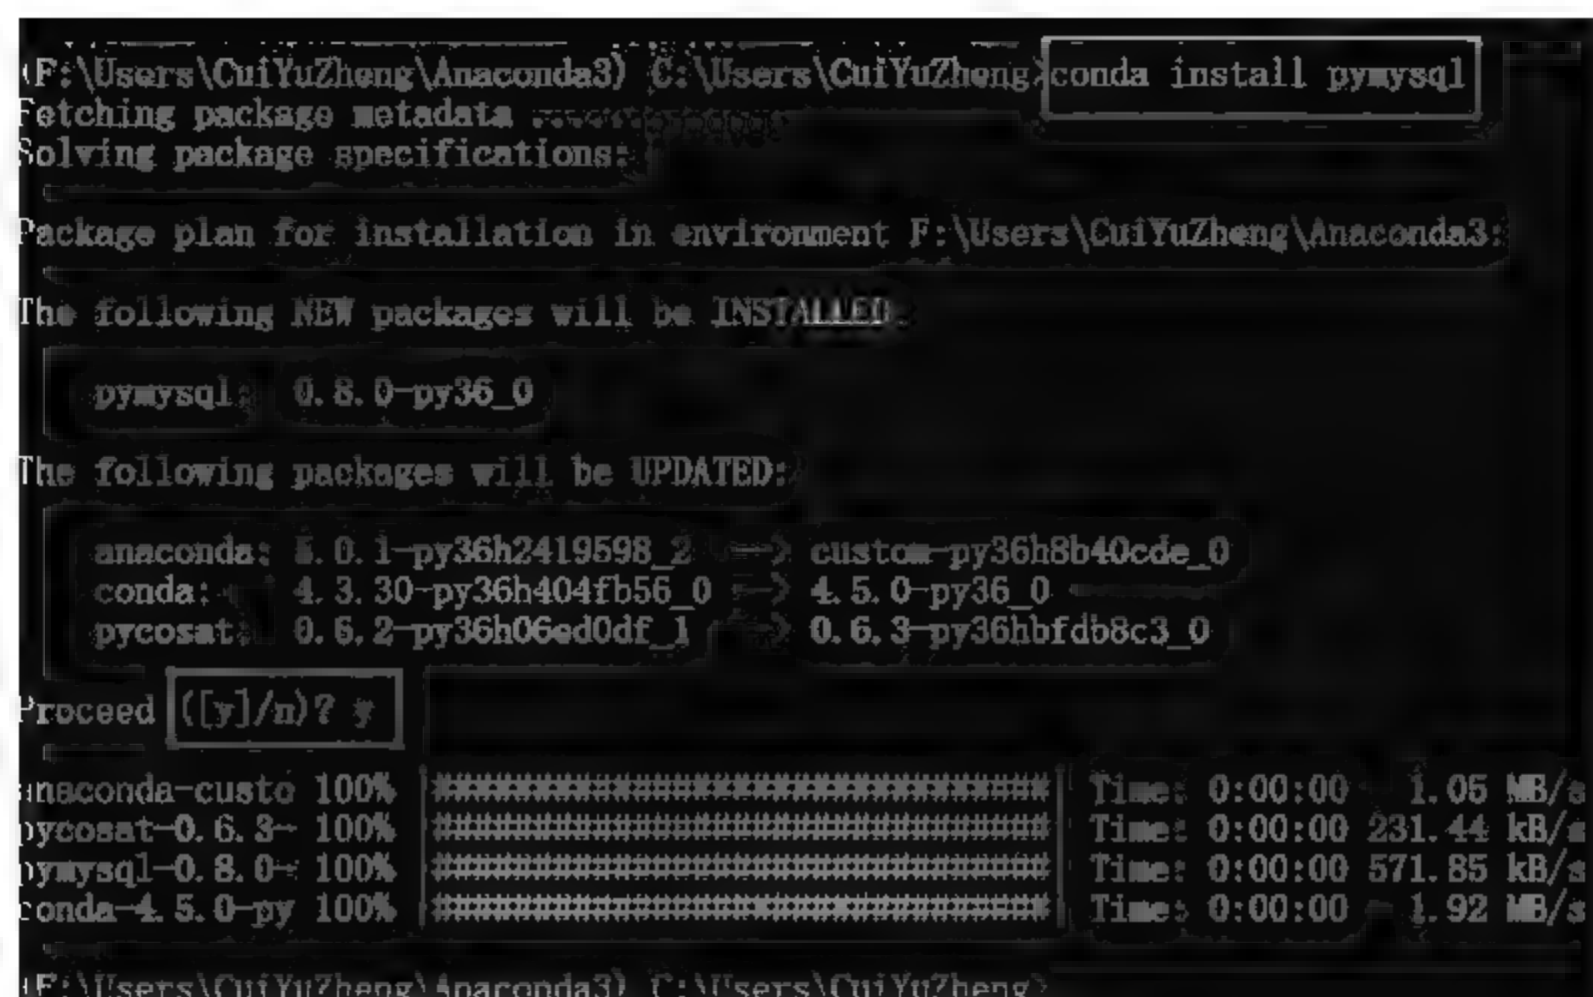 (F:\Users\CuiYuZheng\Anaconda3) C:\Users\CuiYuZheng>conda install pymysql
Fetching package metadata
Solving package specifications:
Package plan for installation in environment F:\Users\CuiYuZheng\Anaconda3:
The following NEW packages will be INSTALLED:
pymysql: 0.8.0-py36_0
The following packages will be UPDATED:
anaconda: 5.0.1-py36h2419598_2 --> custom-py36h8b40cde_0
conda: 4.3.30-py36h404fb56_0 --> 4.5.0-py36_0
pycosat: 0.6.2-py36h06ed0df_1 --> 0.6.3-py36hbfdb8c3_0
Proceed ([y]/n)? y
anaconda-custo 100% Time: 0:00:00 1.05 MB/s
pycosat-0.6.3- 100% Time: 0:00:00 231.44 kB/s
pymysql-0.8.0- 100% Time: 0:00:00 571.85 kB/s
conda-4.5.0-py 100% Time: 0:00:00 1.92 MB/s
(F:\Users\CuiYuZheng\Anaconda3) C:\Users\CuiYuZheng>